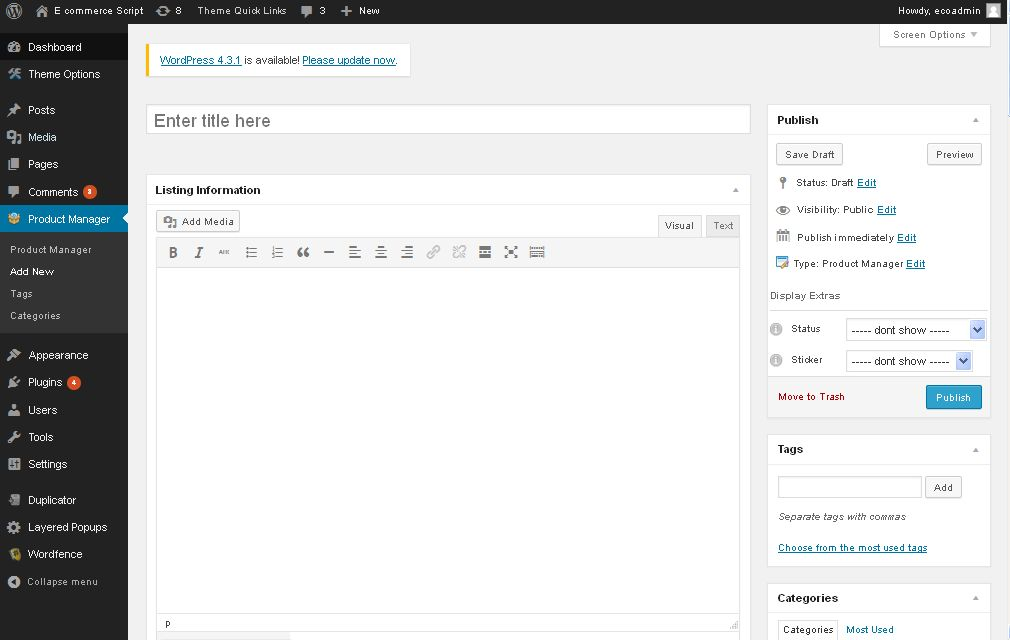 E commerce Script 8 Theme Quick Links 3 New Howdy, ecoadmin
Screen Options
Dashboard
Theme Options
Posts
Media
Pages
Comments 3
Product Manager
Product Manager
Add New
Tags
Categories
Appearance
Plugins 4
Users
Tools
Settings
Duplicator
Layered Popups
Wordfence
Collapse menu
WordPress 4.3.1 is available! Please update now.
Enter title here
Listing Information
Add Media
Visual Text
B I ABC
P
Publish
Save Draft Preview
Status: Draft Edit
Visibility: Public Edit
Publish immediately Edit
Type: Product Manager Edit
Display Extras
Status ----- dont show -----
Sticker ----- dont show -----
Move to Trash Publish
Tags
Add
Separate tags with commas
Choose from the most used tags
Categories
Categories Most Used